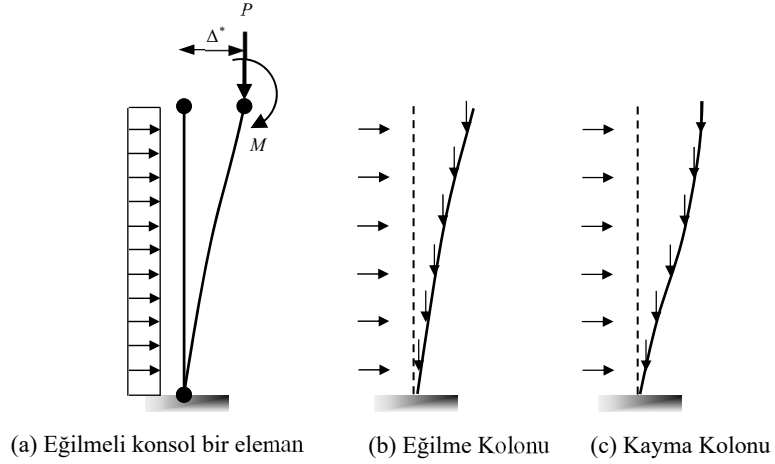 P
Δ*
M
(a) Eğilmeli konsol bir eleman (b) Eğilme Kolonu (c) Kayma Kolonu